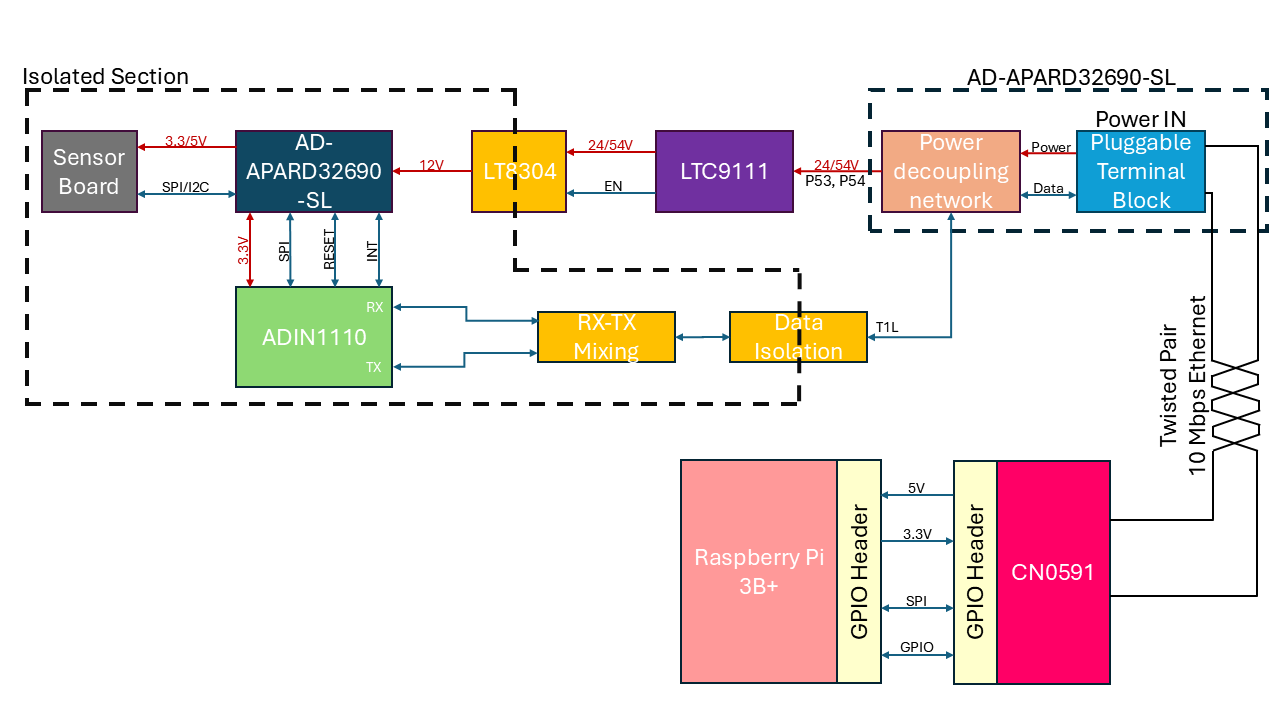 Isolated Section
AD-APARD32690-SL
Power IN
Sensor
Board
3.3/5V
SPI/I2C
AD-
APARD32690
-SL
12V
LT8304
24/54V
EN
LTC9111
24/54V
P53, P54
Power
decoupling
network
Power
Data
Pluggable
Terminal
Block
3.3V
SPI
RESET
INT
ADIN1110
RX
TX
RX-TX
Mixing
Data
Isolation
T1L
Twisted Pair
10 Mbps Ethernet
Raspberry Pi
3B+
GPIO Header
5V
3.3V
SPI
GPIO
GPIO Header
CN0591